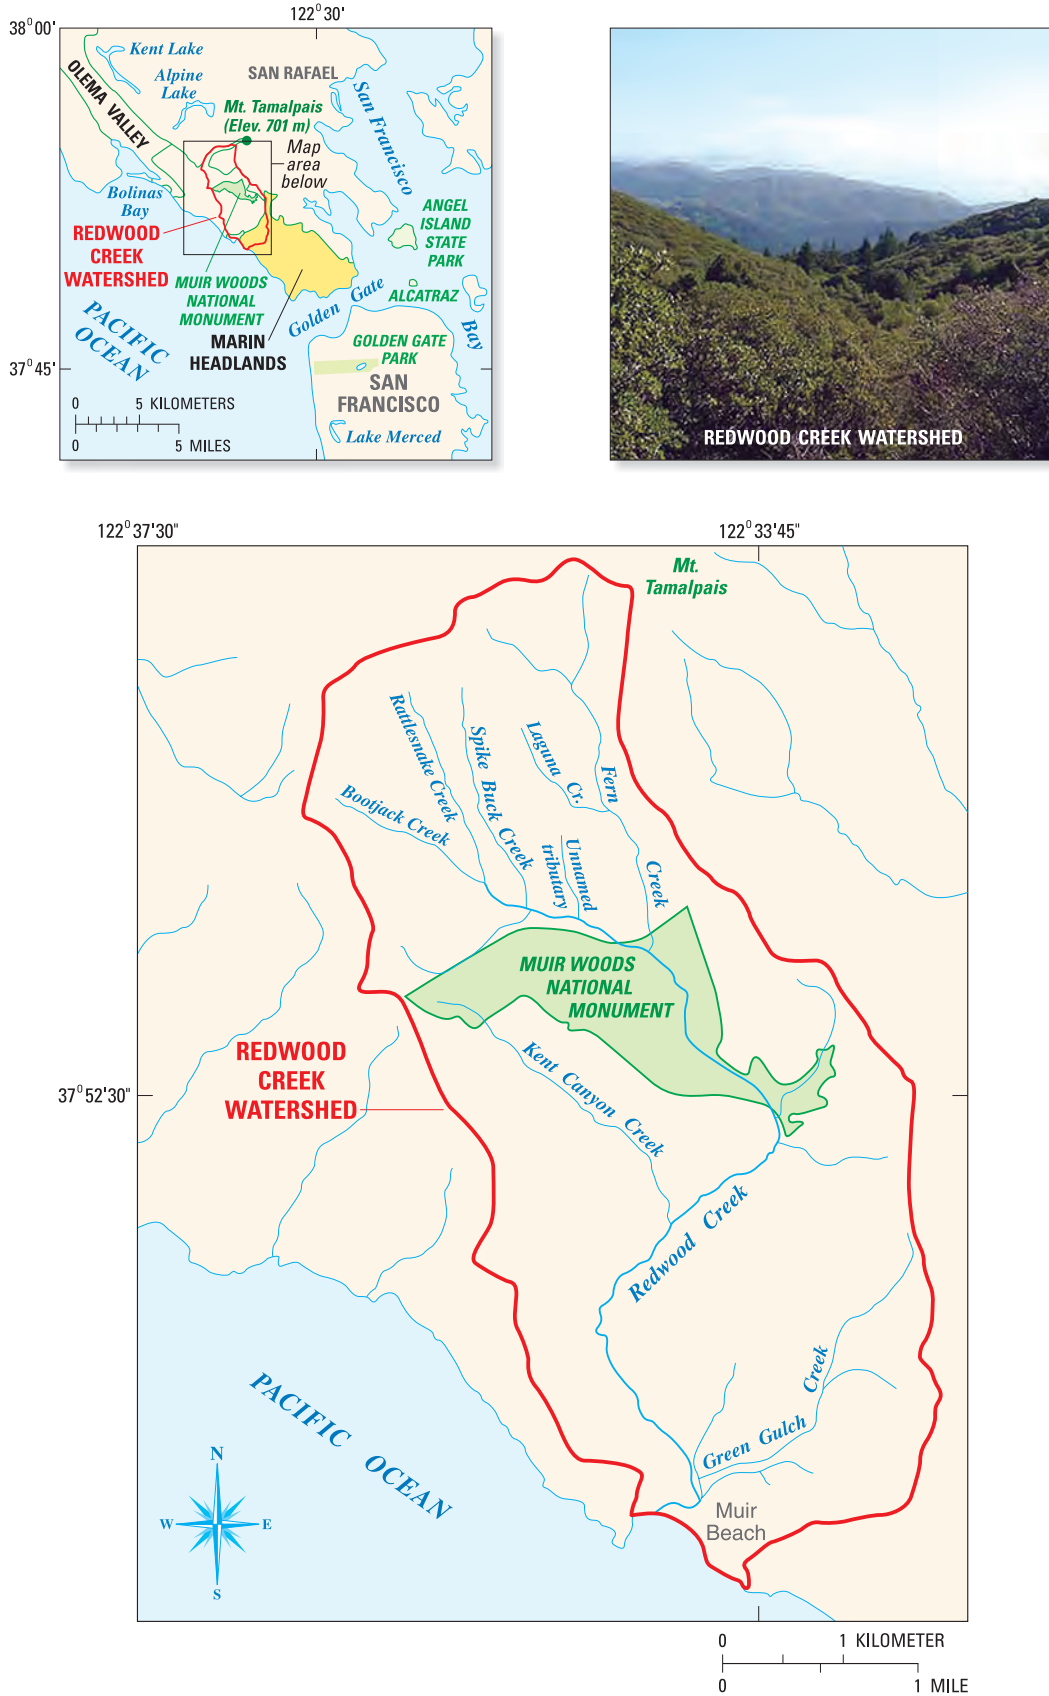 122°30'
38°00'
Kent Lake
Alpine
Lake
SAN RAFAEL
OLEMA VALLEY
Mt. Tamalpais
(Elev. 701 m)
San Francisco
Map
area
below
Bolinas
Bay
ANGEL
ISLAND
STATE
PARK
REDWOOD
CREEK
WATERSHED
MUIR WOODS
NATIONAL
MONUMENT
ALCATRAZ
Golden Gate
Bay
PACIFIC
OCEAN
MARIN
HEADLANDS
GOLDEN GATE
PARK
37°45'
SAN
FRANCISCO
0 5 KILOMETERS
0 5 MILES
Lake Merced
REDWOOD CREEK WATERSHED
122°37'30"
122°33'45"
Mt.
Tamalpais
Rattlesnake Creek
Spike Buck Creek
Laguna Cr.
Fern
Creek
Bootjack Creek
Unnamed
tributary
MUIR WOODS
NATIONAL
MONUMENT
REDWOOD
CREEK
WATERSHED
37°52'30"
Kent Canyon Creek
Redwood Creek
Green Gulch Creek
PACIFIC OCEAN
N
W
E
S
Muir
Beach
0 1 KILOMETER
0 1 MILE